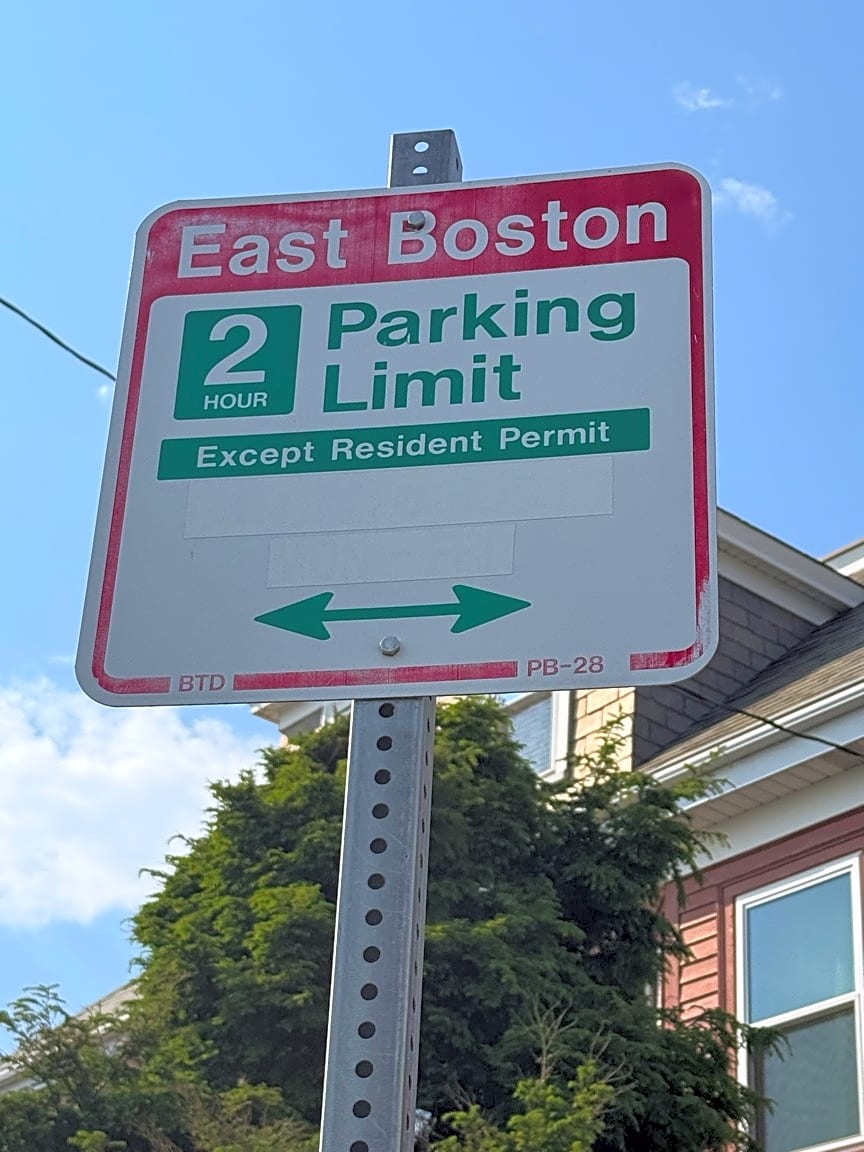 East Boston
2 Parking
HOUR Limit
Except Resident Permit
BTD PB-28